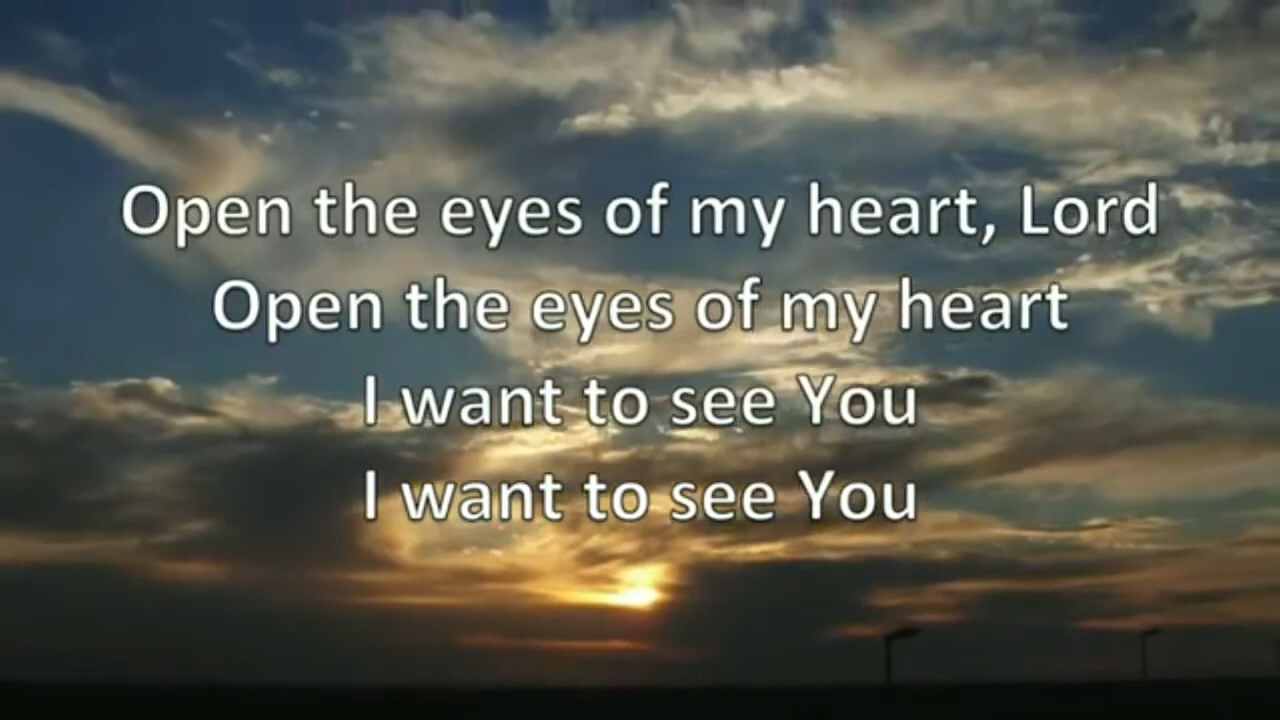 Open the eyes of my heart, Lord
Open the eyes of my heart
I want to see You
I want to see You